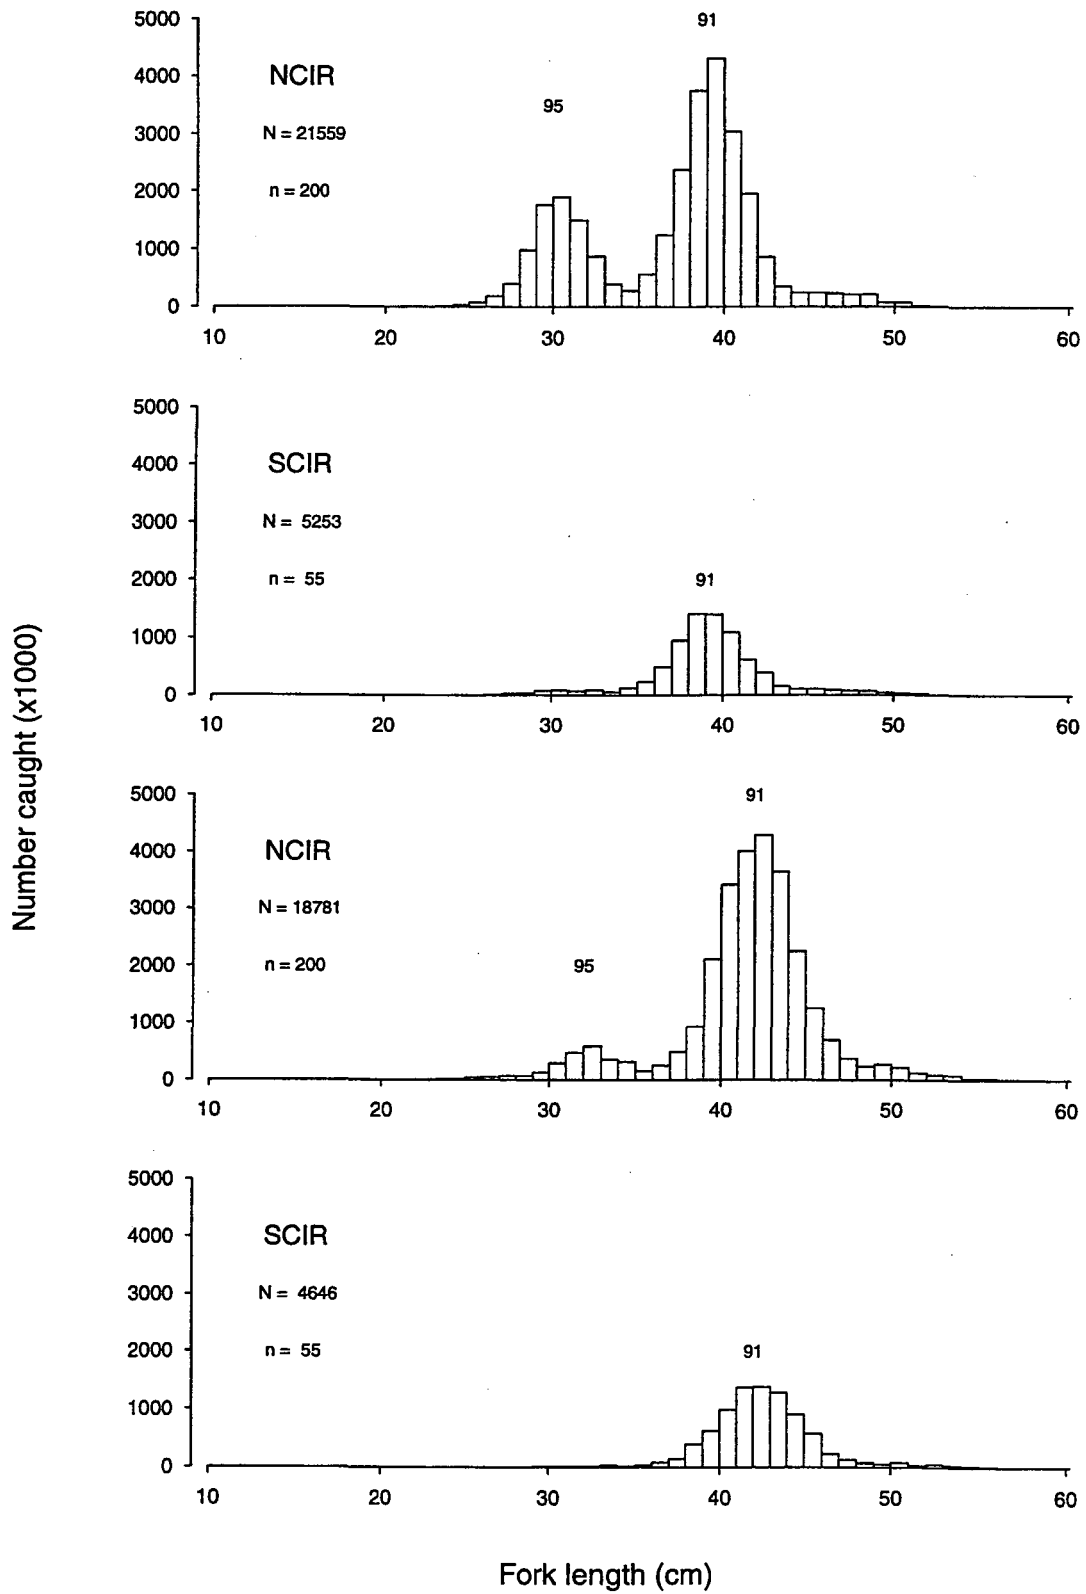 5000
91
4000
NCIR
95
3000
N = 21559
2000
n = 200
1000
0
10 20 30 40 50 60
5000
4000
SCIR
3000
N = 5253
2000
n = 55
91
1000
0
10 20 30 40 50 60
Number caught (x1000)
5000
91
4000
NCIR
3000
N = 18781
2000
n = 200
95
1000
0
10 20 30 40 50 60
5000
4000
SCIR
3000
N = 4646
2000
n = 55
91
1000
0
10 20 30 40 50 60
Fork length (cm)